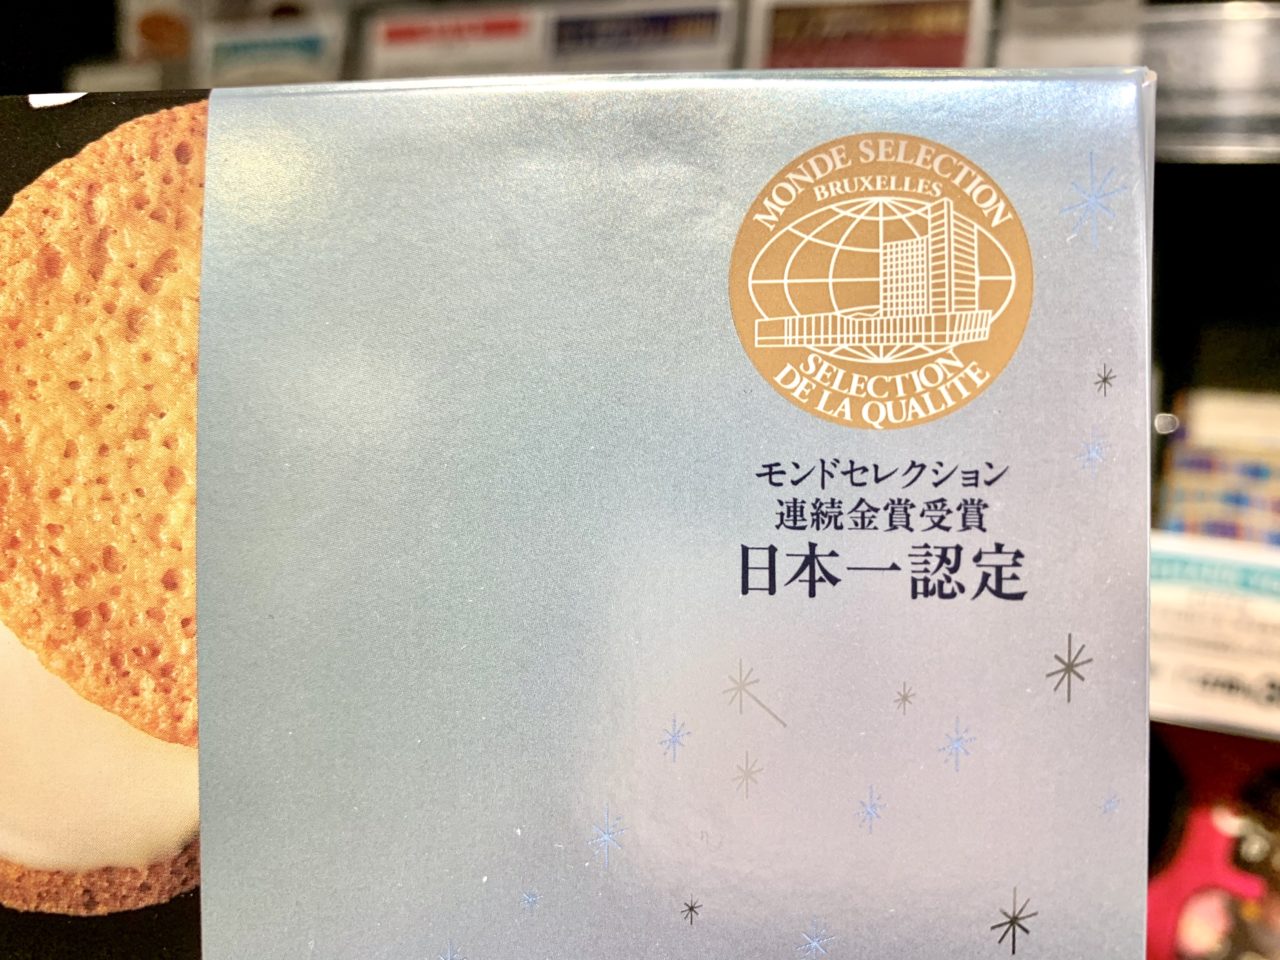 MONDE SELECTION
BRUXELLES
SELECTION
DE LA QUALITÉ
モンドセレクション
連続金賞受賞
日本一認定